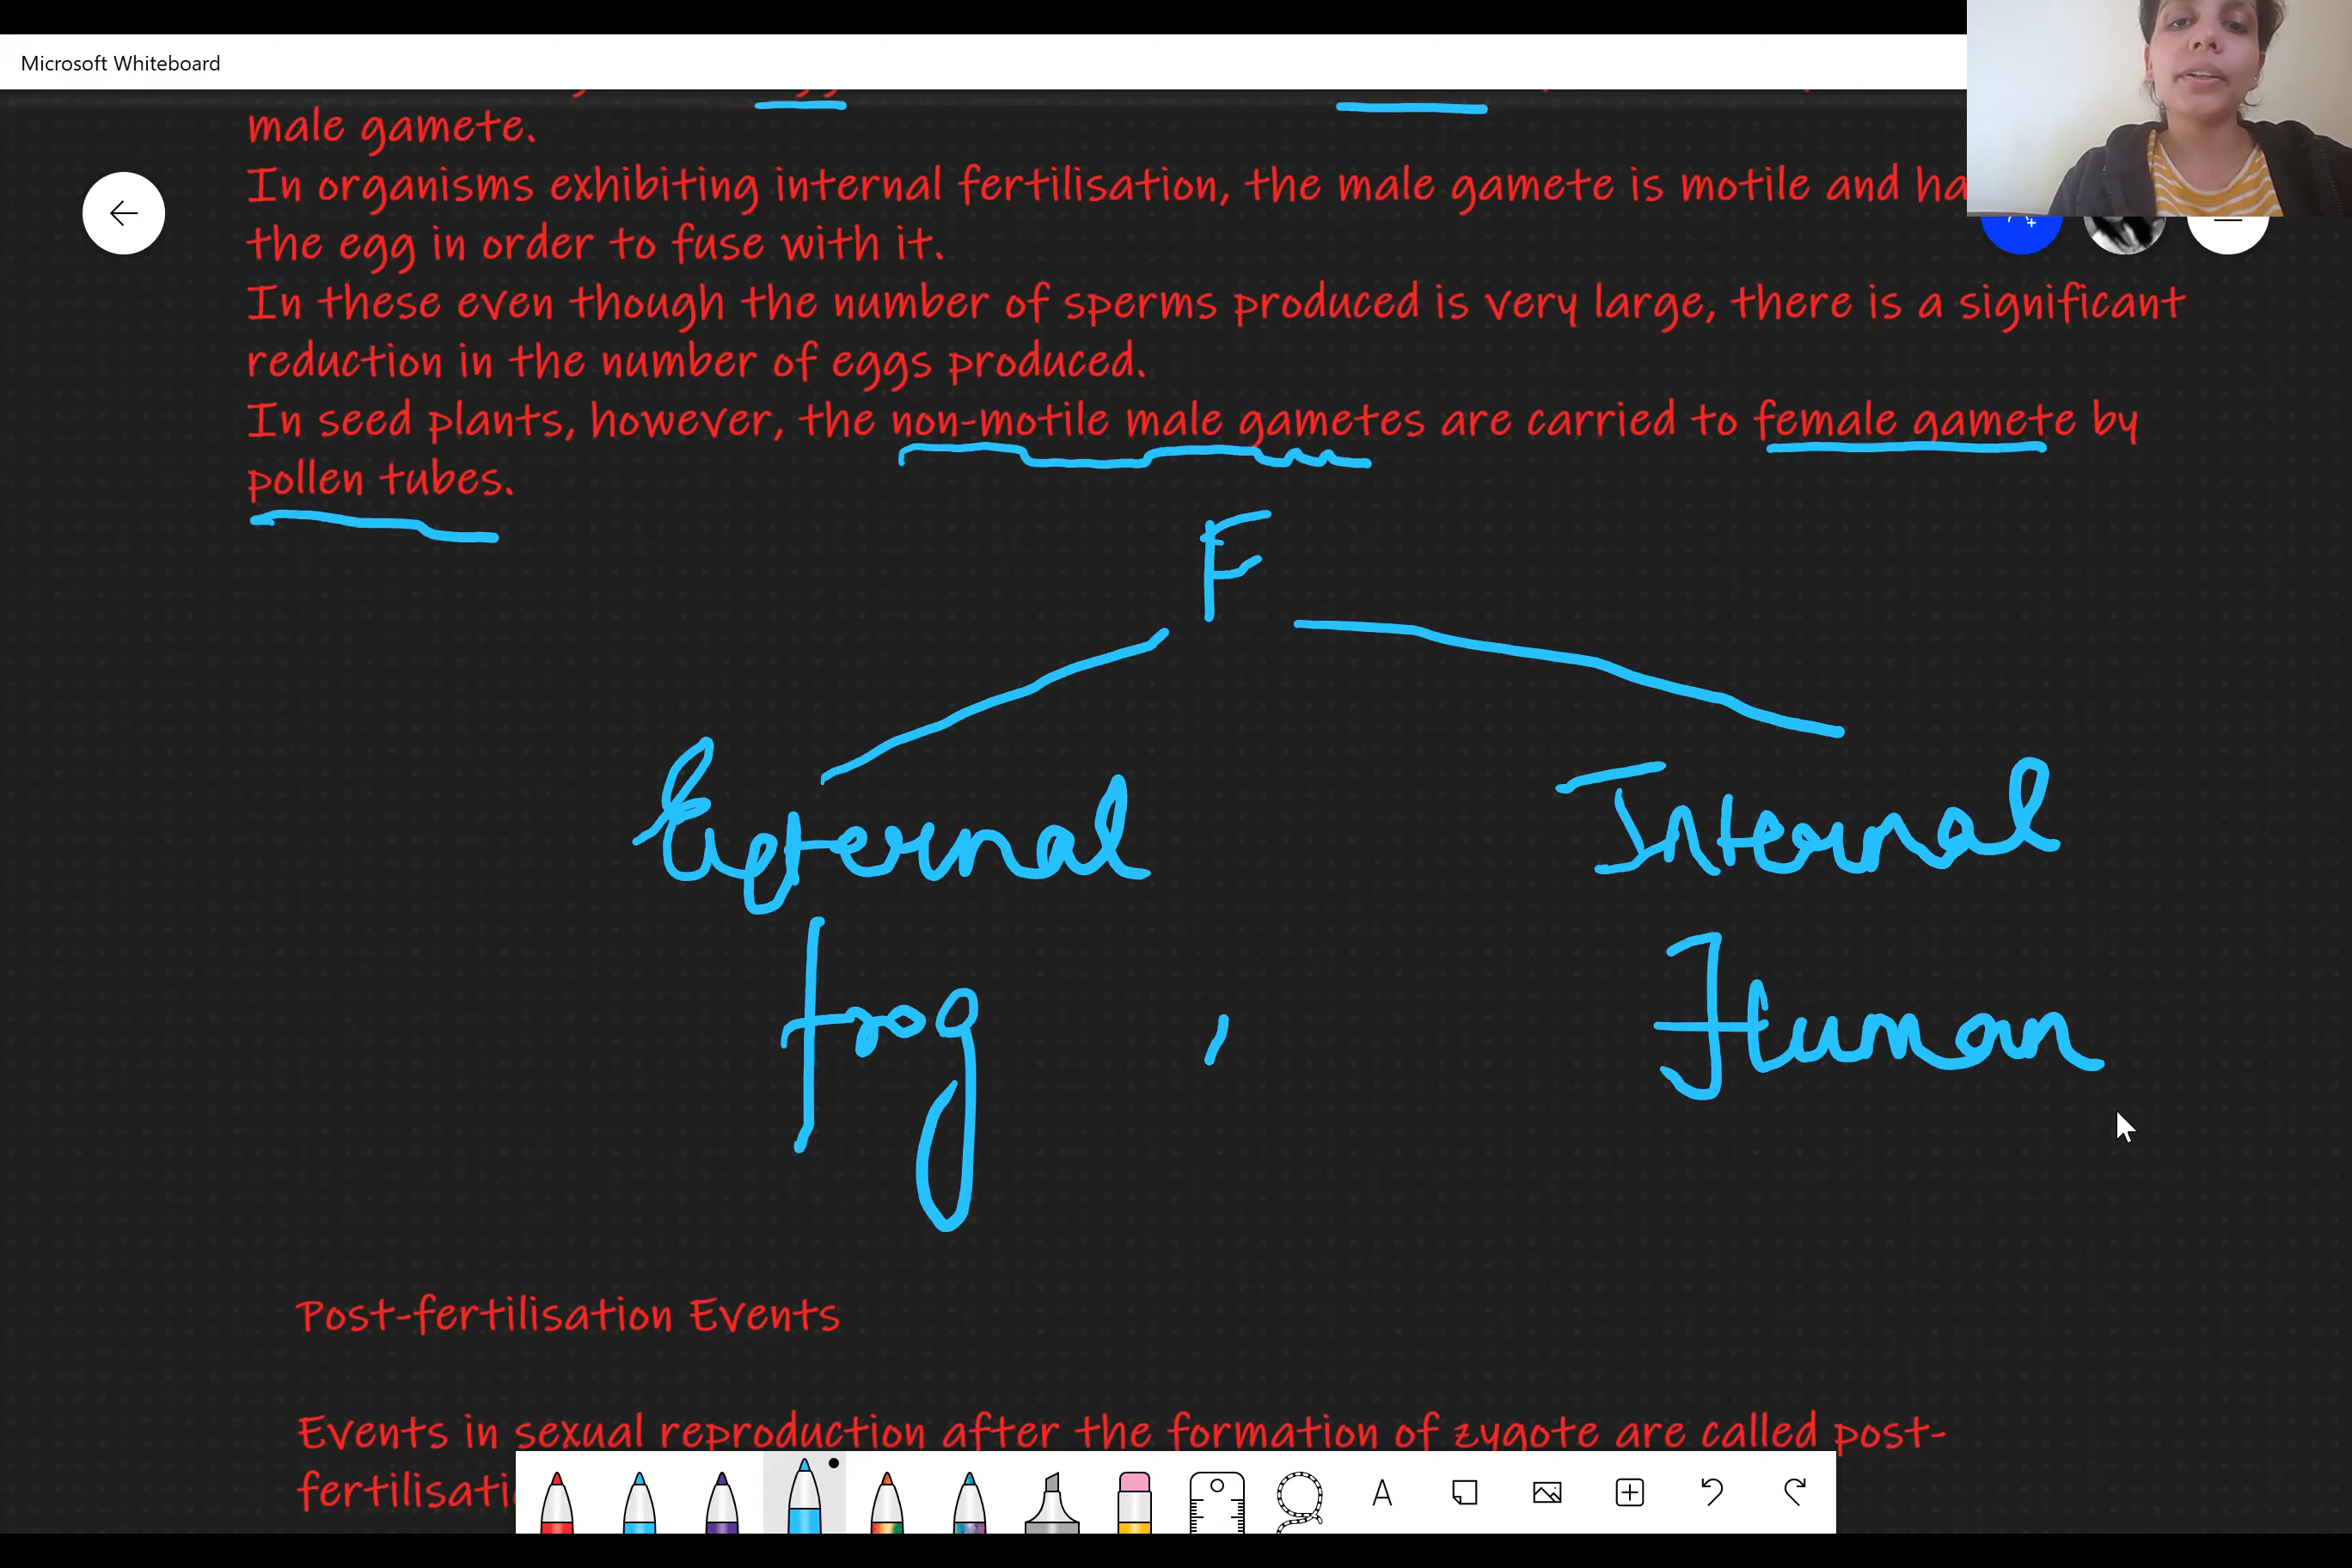 Microsoft Whiteboard
male gamete.
In organisms exhibiting internal fertilisation, the male gamete is motile and ha
the egg in order to fuse with it.
In these even though the number of sperms produced is very large, there is a significant
reduction in the number of eggs produced.
In seed plants, however, the non-motile male gametes are carried to female gamete by
pollen tubes.
F
External Internal
frog , Human
Post-fertilisation Events
Events in sexual reproduction after the formation of zygote are called post-
fertilisati